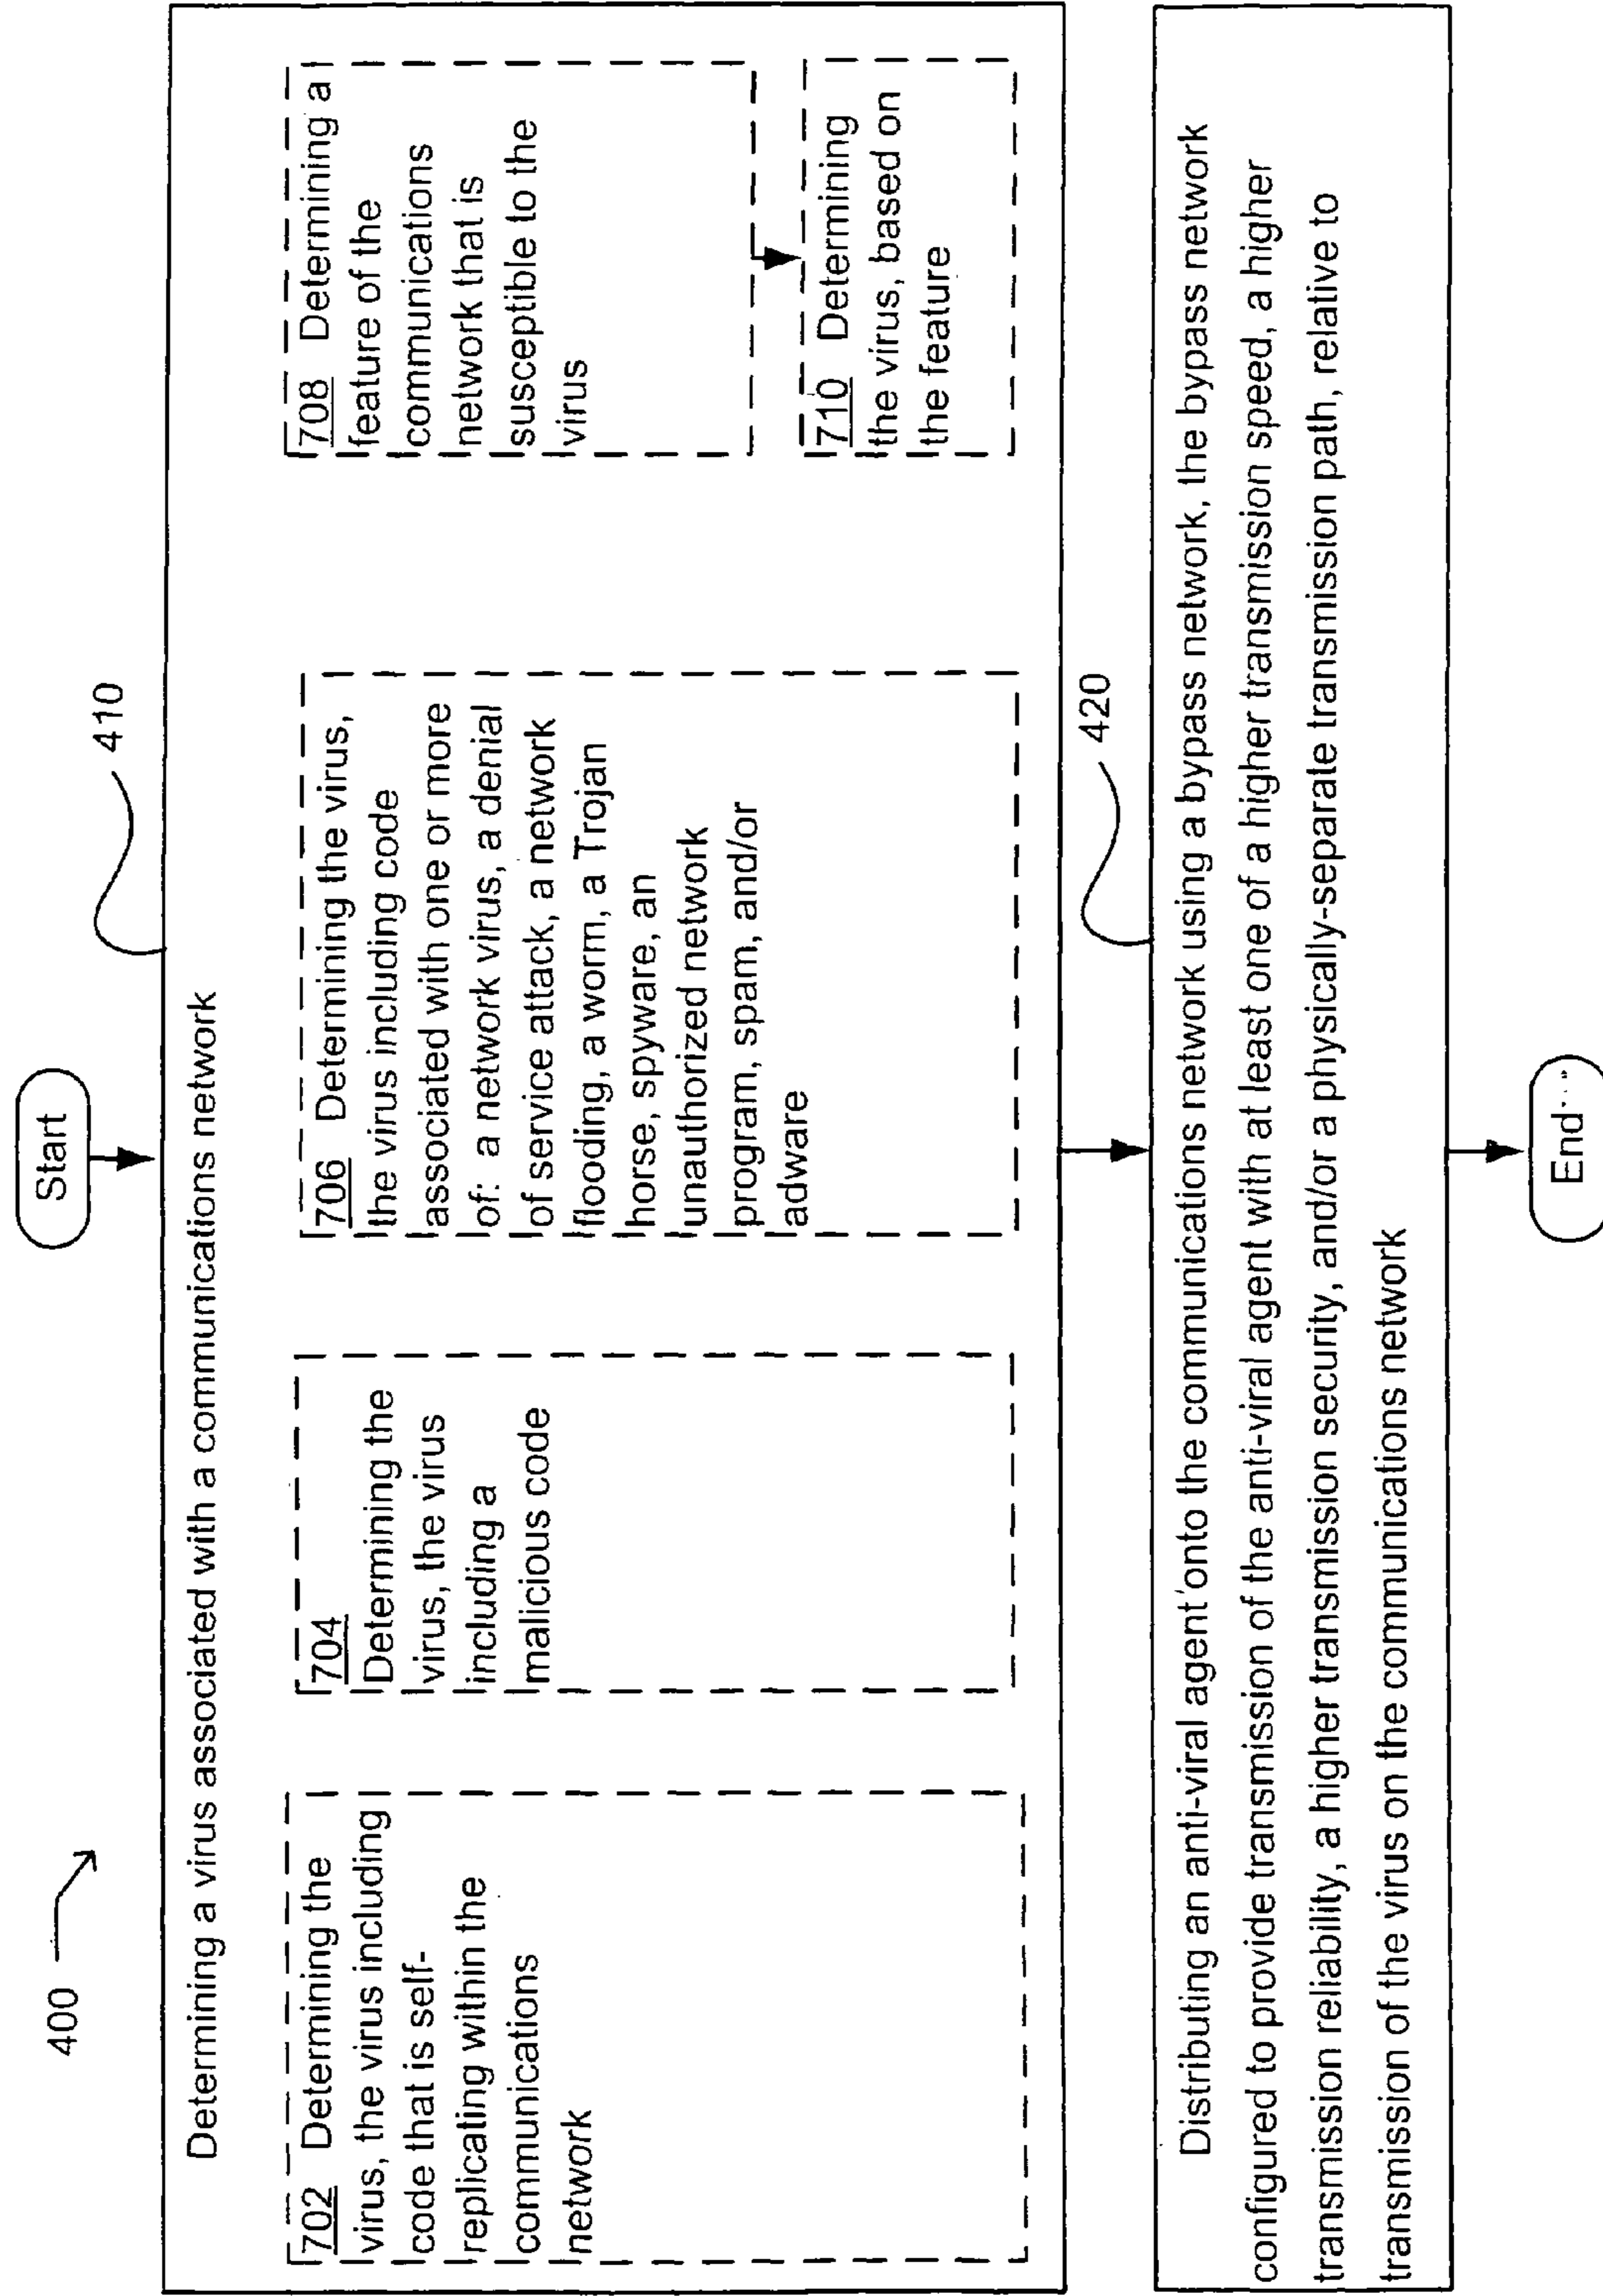 400
Start
410
Determining a virus associated with a communications network
702 Determining the
virus, the virus including
code that is self-
replicating within the
communications
network
704
Determining the
virus, the virus
including a
malicious code
706 Determining the virus,
the virus including code
associated with one or more
of: a network virus, a denial
of service attack, a network
flooding, a worm, a Trojan
horse, spyware, an
unauthorized network
program, spam, and/or
adware
708 Determining a
feature of the
communications
network that is
susceptible to the
virus
710 Determining
the virus, based on
the feature
420
Distributing an anti-viral agent onto the communications network using a bypass network, the bypass network
configured to provide transmission of the anti-viral agent with at least one of a higher transmission speed, a higher
transmission reliability, a higher transmission security, and/or a physically-separate transmission path, relative to
transmission of the virus on the communications network
End